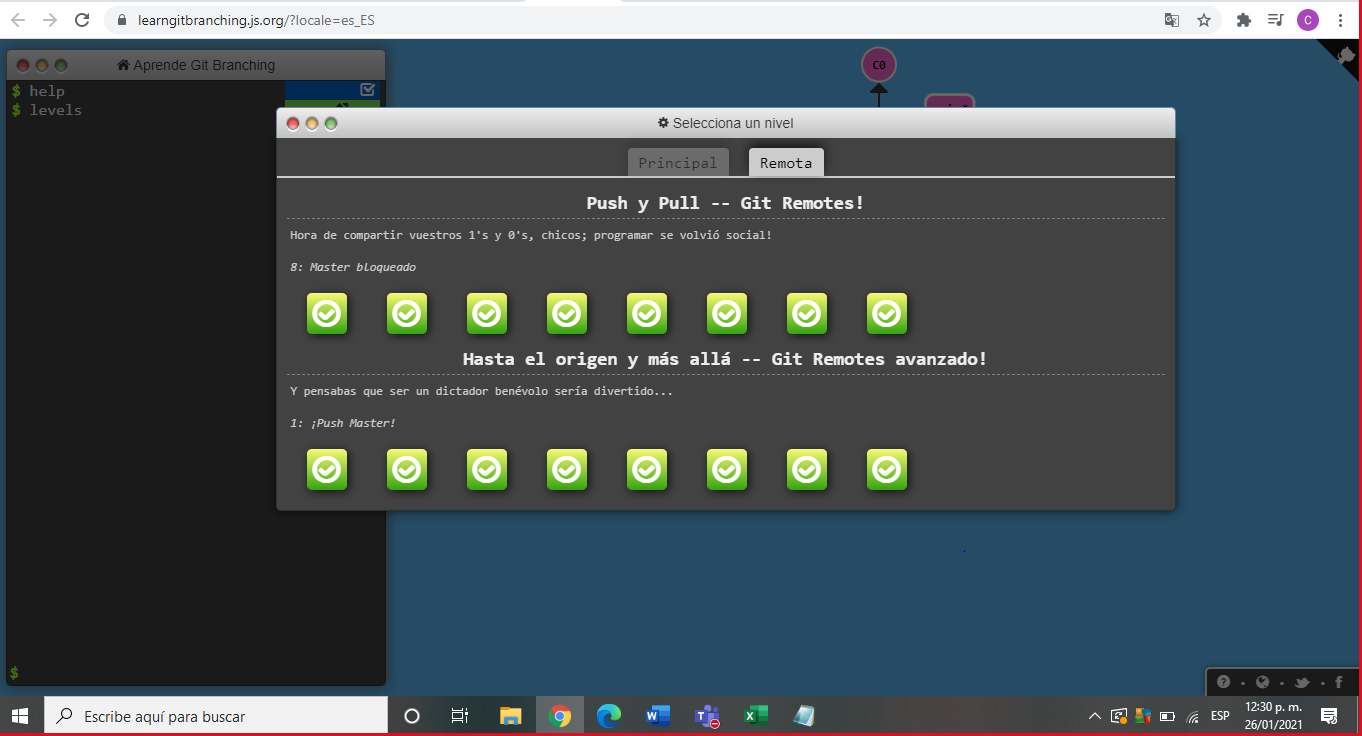 learngitbranching.js.org/?locale=es_ES
C
Aprende Git Branching
$ help
$ levels
C0
Selecciona un nivel
Principal
Remota
Push y Pull -- Git Remotes!
Hora de compartir vuestros 1's y 0's, chicos; programar se volvió social!
8: Master bloqueado
Hasta el origen y más allá -- Git Remotes avanzado!
Y pensabas que ser un dictador benévolo sería divertido...
1: ¡Push Master!
$
Escribe aquí para buscar
ESP
12:30 p. m.
26/01/2021